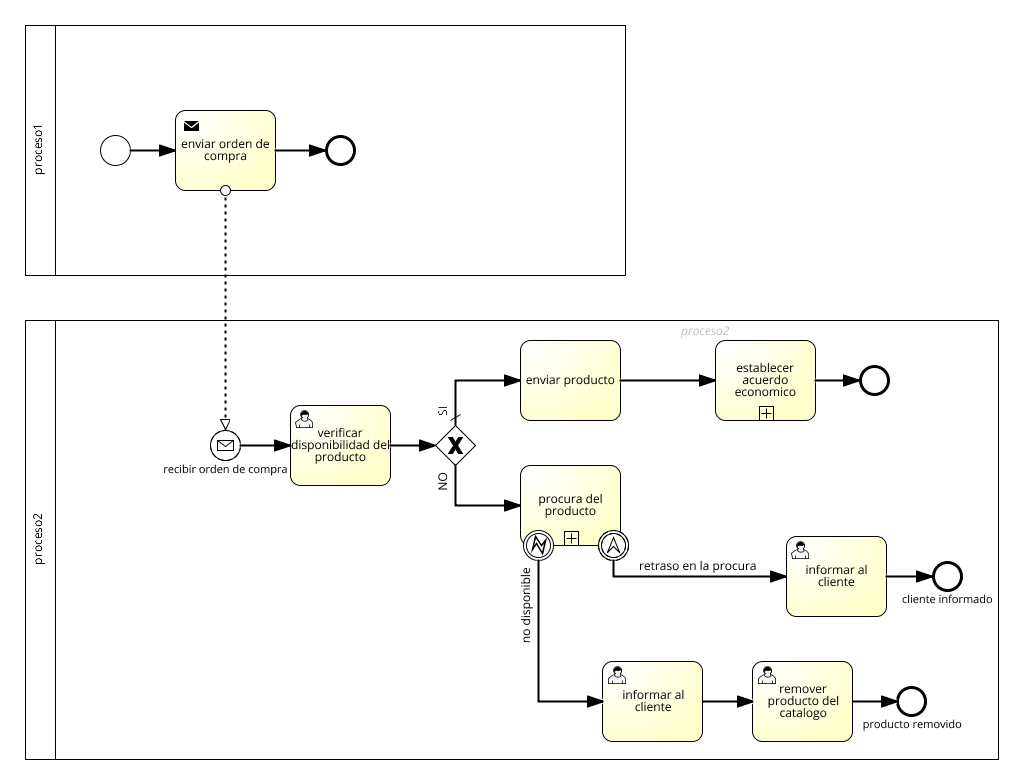 proceso1
enviar orden de
compra
proceso2
proceso2
recibir orden de compra
verificar
disponibilidad del
producto
SI
NO
enviar producto
establecer
acuerdo
economico
procura del
producto
retraso en la procura
no disponible
informar al
cliente
cliente informado
informar al
cliente
remover
producto del
catalogo
producto removido